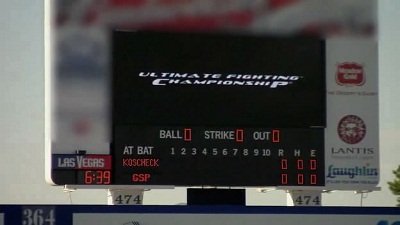 ULTIMATE FIGHTING
CHAMPIONSHIP
Meadow
Gold
BALL 0 STRIKE 0 OUT 0
AT BAT 1 2 3 4 5 6 7 8 9 10 R H E
LAS VEGAS
KOSCHECK 0 0 0
6:39
GSP 0 0 0
LANTIS
Laughlin
474 474
364